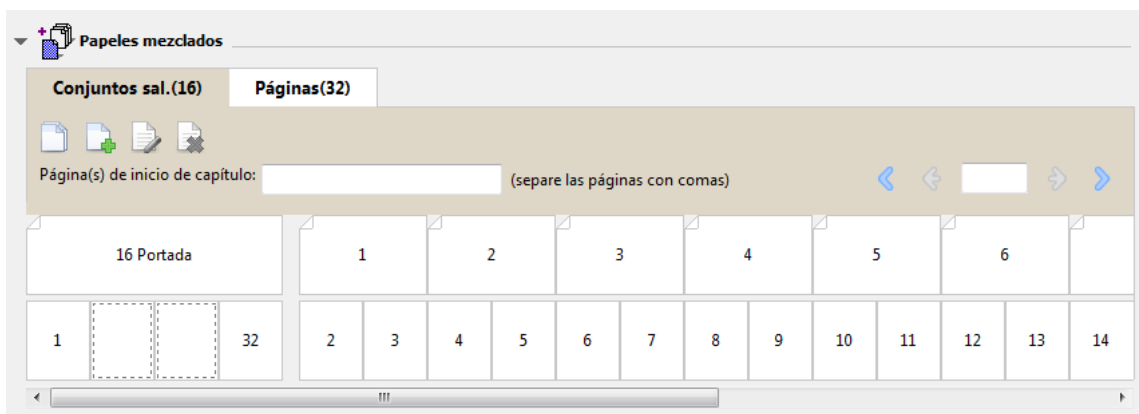 Papeles mezclados
Conjuntos sal.(16) Páginas(32)
Página(s) de inicio de capítulo: (separe las páginas con comas)
16 Portada 1 2 3 4 5 6
1 32 2 3 4 5 6 7 8 9 10 11 12 13 14